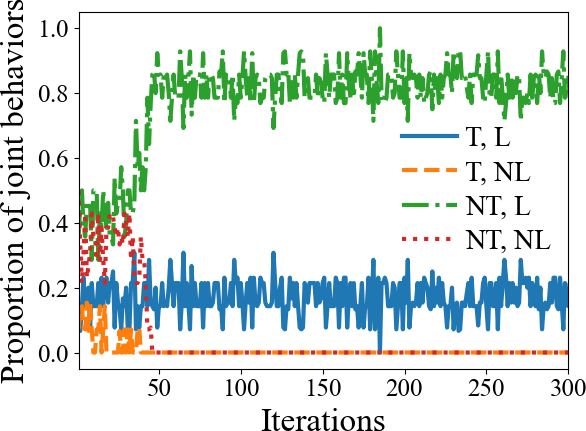 Proportion of joint behaviors
1.0
0.8
0.6
0.4
0.2
0.0
T, L
T, NL
NT, L
NT, NL
50 100 150 200 250 300
Iterations